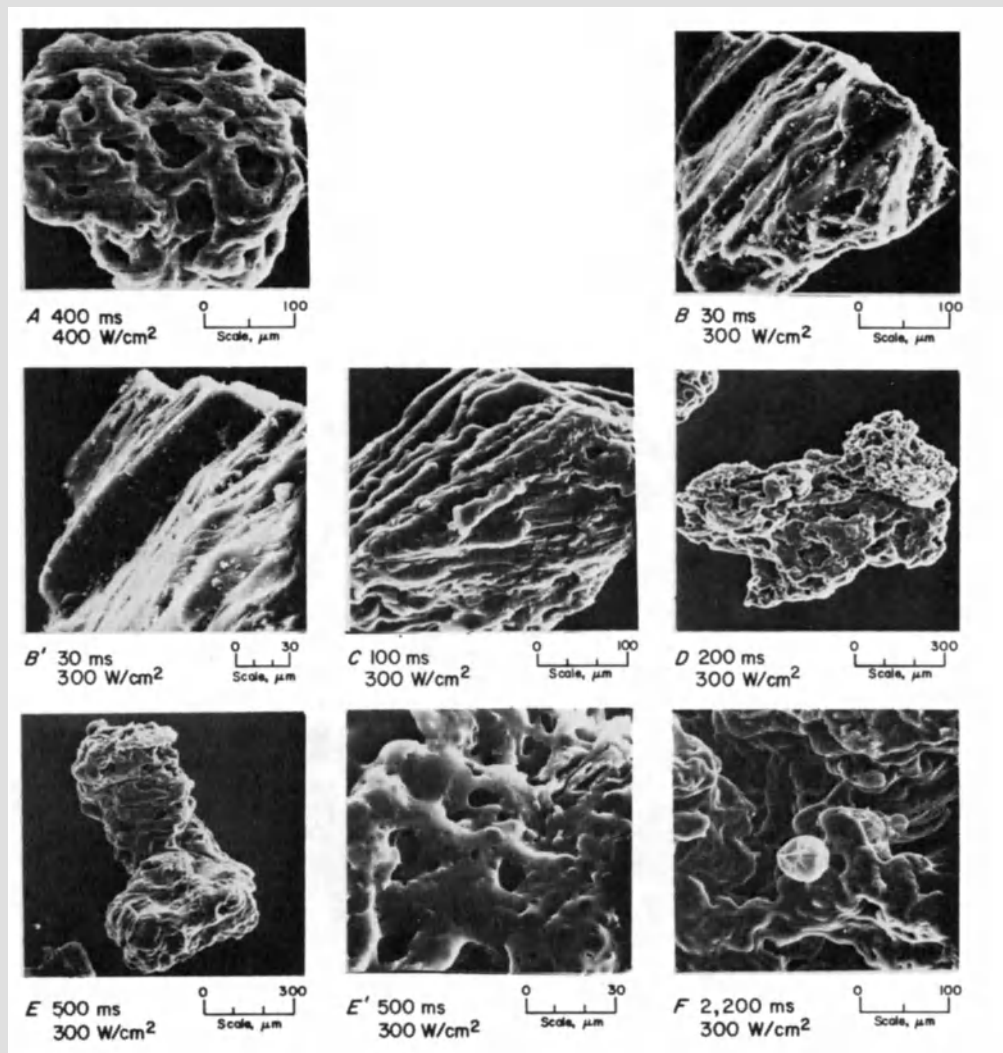 0 100
A 400 ms
400 W/cm²
Scale, μm
0 100
B 30 ms
300 W/cm²
Scale, μm
0 30
B' 30 ms
300 W/cm²
Scale, μm
0 100
C 100 ms
300 W/cm²
Scale, μm
0 300
D 200 ms
300 W/cm²
Scale, μm
0 300
E 500 ms
300 W/cm²
Scale, μm
0 30
E' 500 ms
300 W/cm²
Scale, μm
0 100
F 2,200 ms
300 W/cm²
Scale, μm